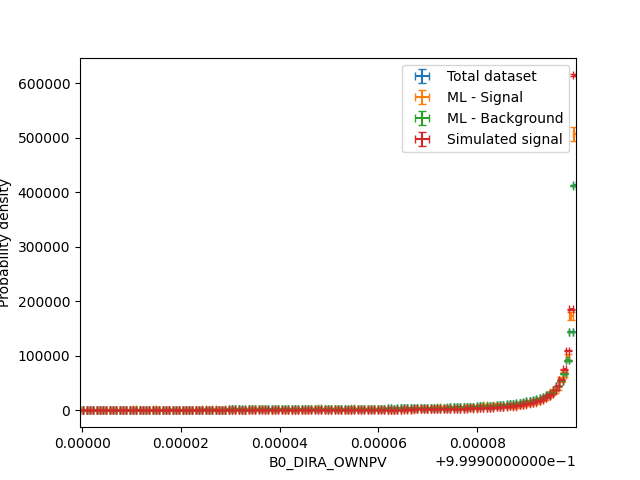 Total dataset
ML - Signal
ML - Background
Simulated signal
600000
500000
400000
300000
200000
100000
0
Probability density
0.00000
0.00002
0.00004
0.00006
0.00008
B0_DIRA_OWNPV
+9.9990000000e−1